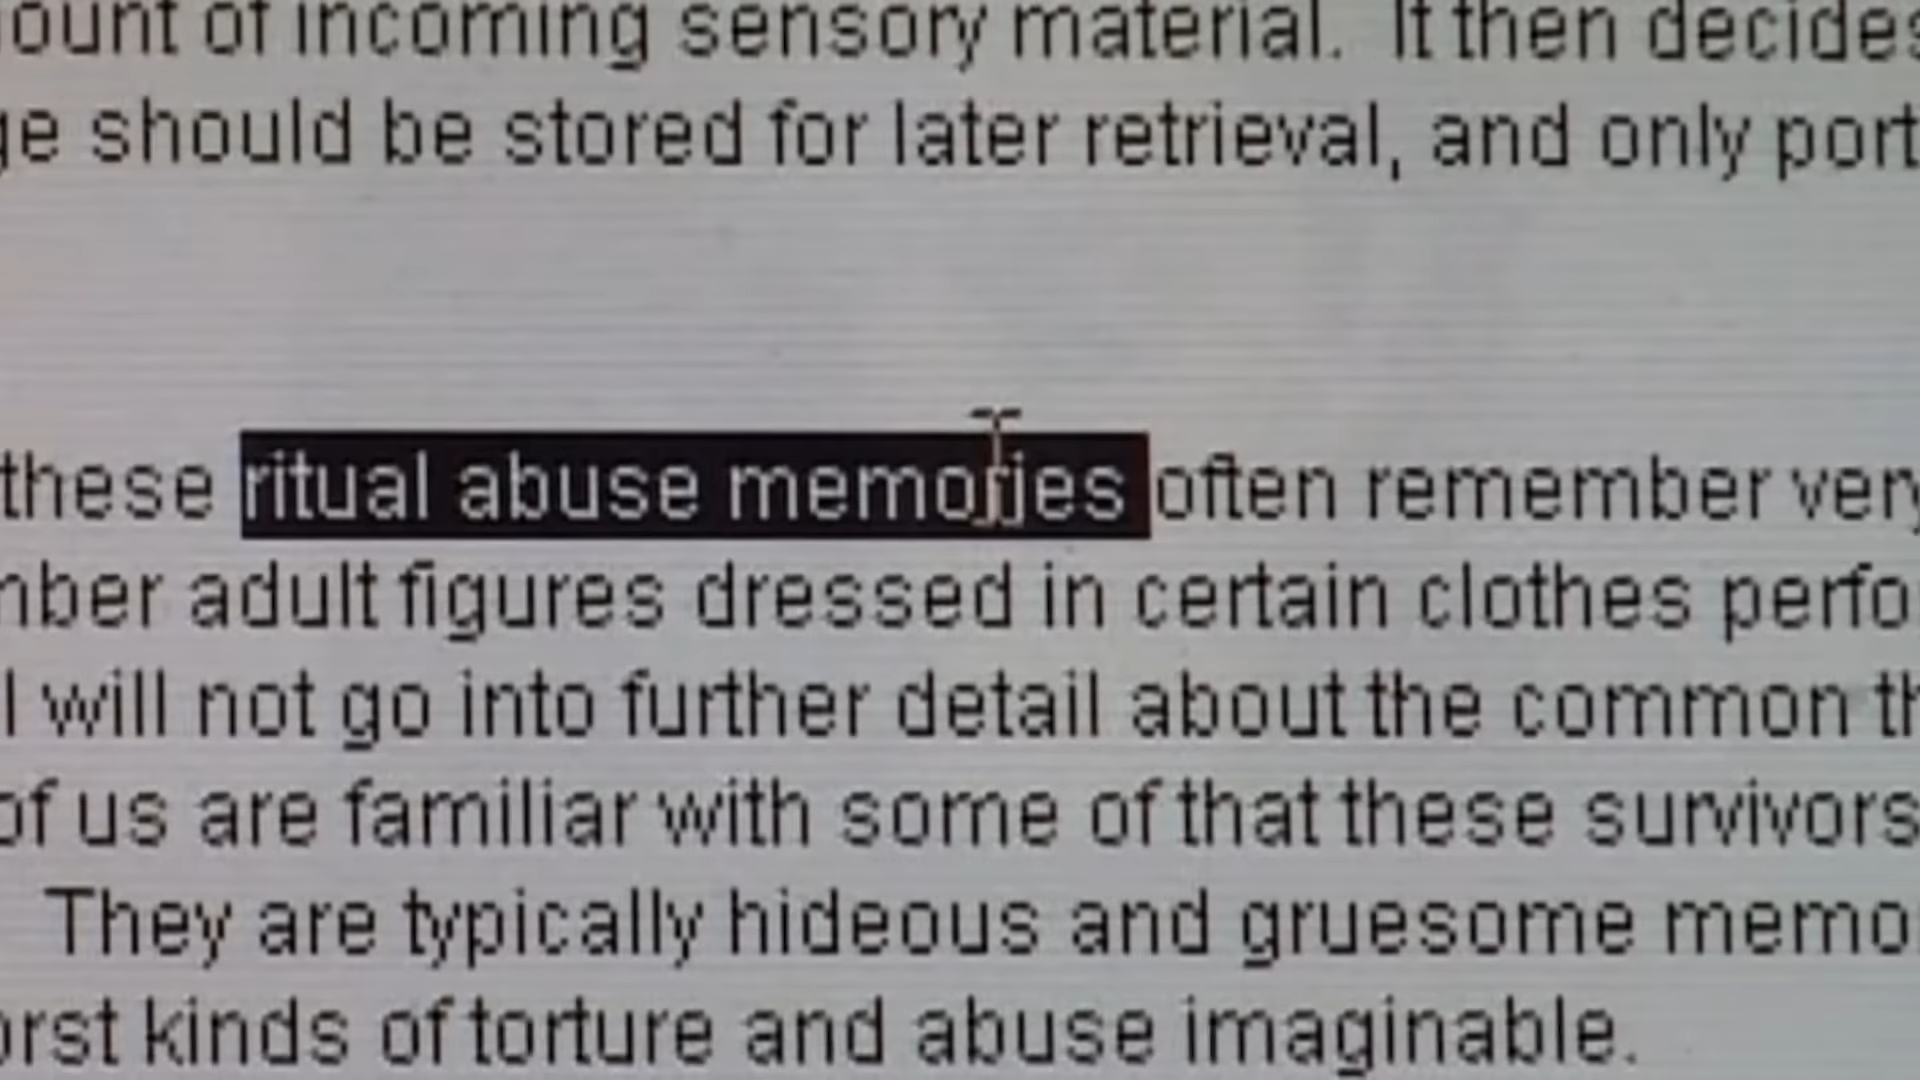 ount of incoming sensory material. It then decides
ge should be stored for later retrieval, and only port
these ritual abuse memories often remember very
mber adult figures dressed in certain clothes perfo
I will not go into further detail about the common th
of us are familiar with some of that these survivors
They are typically hideous and gruesome memo
orst kinds of torture and abuse imaginable.